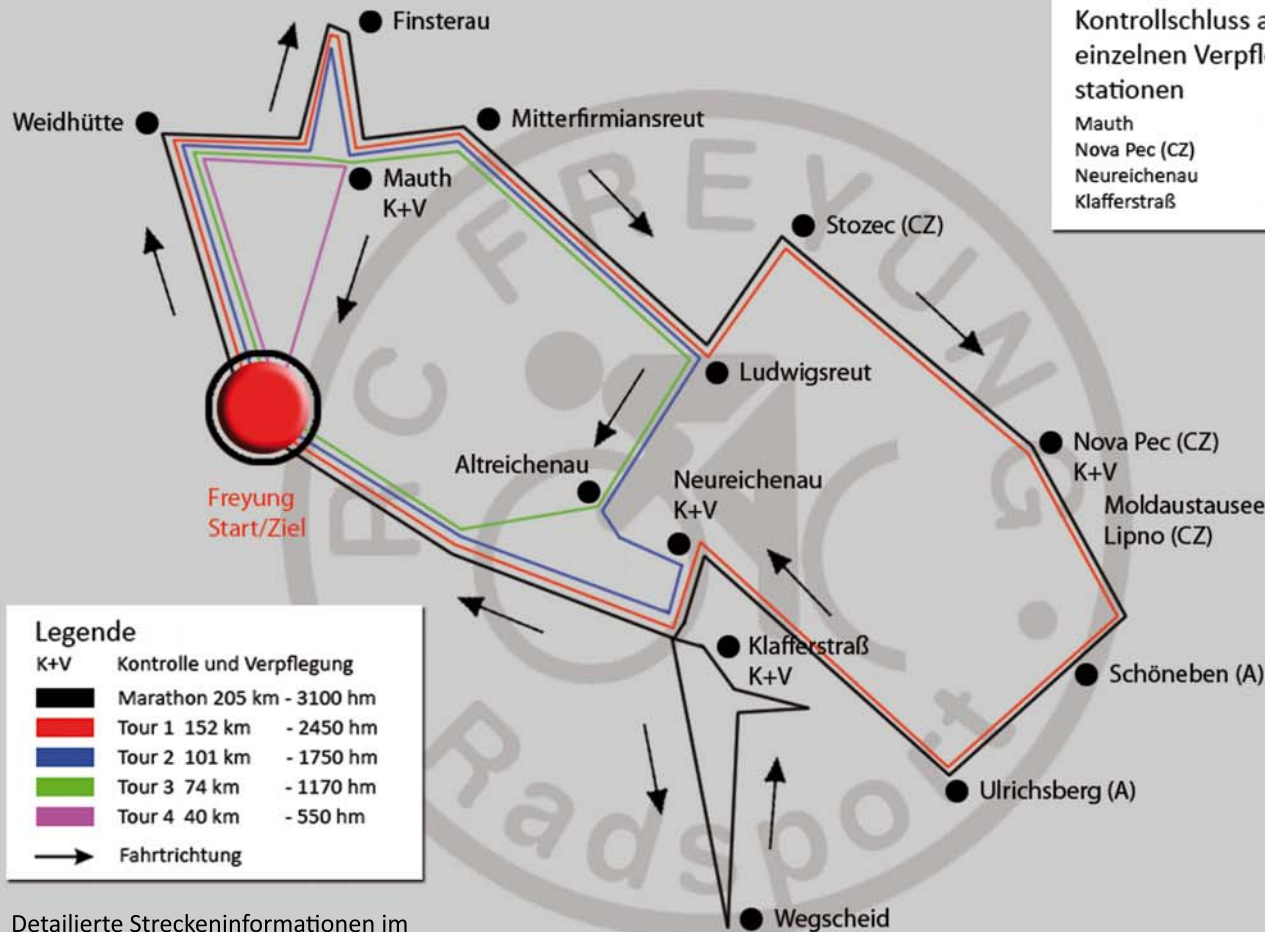 Finsterau
Weidhütte
Mitterfirmiansreut
Mauth
K+V
Stozec (CZ)
Ludwigsreut
Nova Pec (CZ)
K+V
Moldaustausee
Lipno (CZ)
Altreichenau
Neureichenau
K+V
Freyung
Start/Ziel
Klafferstraß
K+V
Schöneben (A)
Ulrichsberg (A)
Wegscheid
Kontrollschluss a
einzelnen Verpfle
stationen
Mauth
Nova Pec (CZ)
Neureichenau
Klafferstraß
Legende
K+V Kontrolle und Verpflegung
Marathon 205 km - 3100 hm
Tour 1 152 km - 2450 hm
Tour 2 101 km - 1750 hm
Tour 3 74 km - 1170 hm
Tour 4 40 km - 550 hm
Fahrtrichtung
Detailierte Streckeninformationen im
RC FREYUNG
Radsport